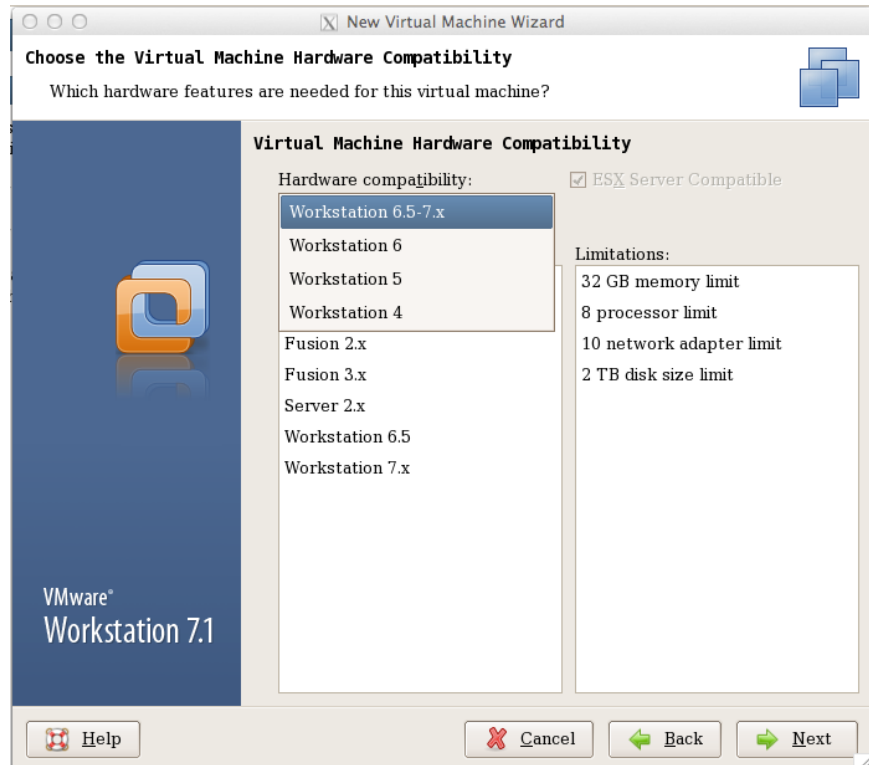 New Virtual Machine Wizard
Choose the Virtual Machine Hardware Compatibility
Which hardware features are needed for this virtual machine?
Virtual Machine Hardware Compatibility
Hardware compatibility:
ESX Server Compatible
Workstation 6.5-7.x
Workstation 6
Workstation 5
Workstation 4
Fusion 2.x
Fusion 3.x
Server 2.x
Workstation 6.5
Workstation 7.x
Limitations:
32 GB memory limit
8 processor limit
10 network adapter limit
2 TB disk size limit
VMware®
Workstation 7.1
Help
Cancel
Back
Next